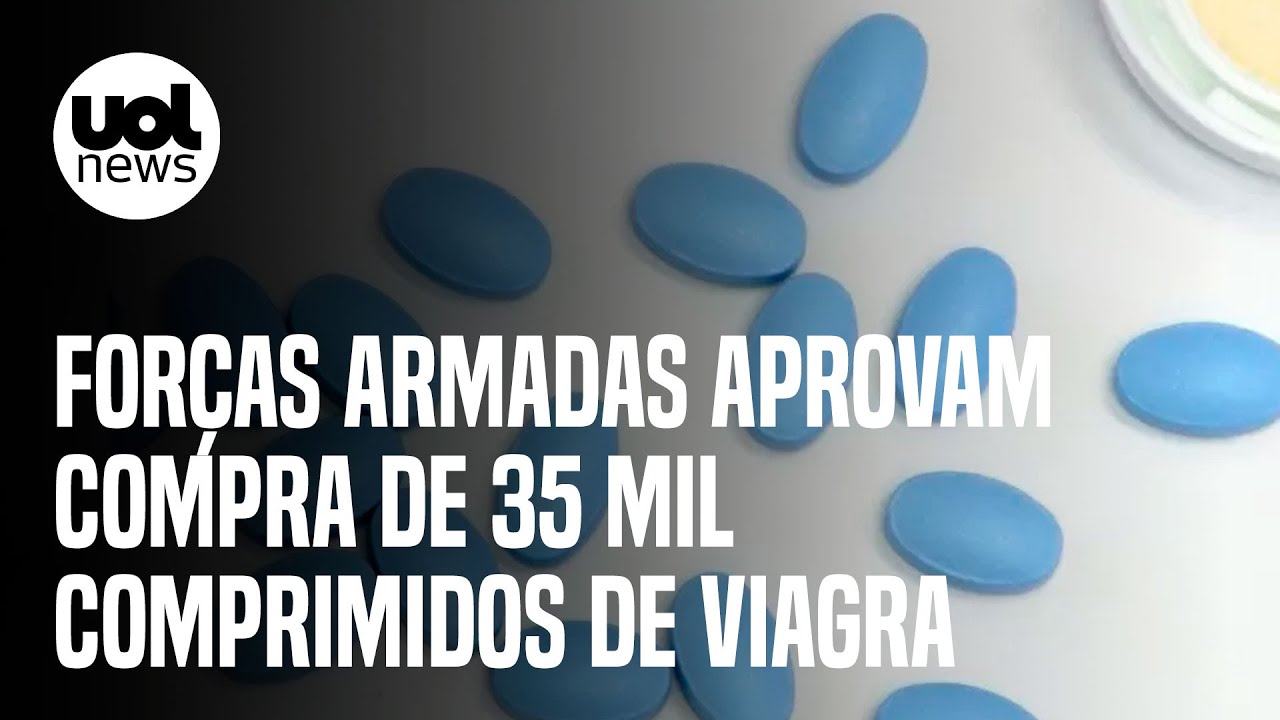 uol
news
FORÇAS ARMADAS APROVAM
COMPRA DE 35 MIL
COMPRIMIDOS DE VIAGRA